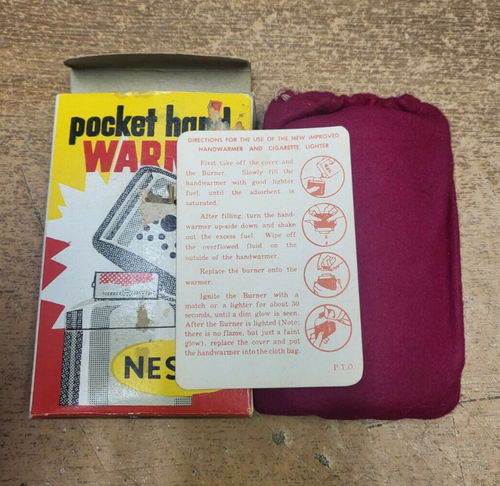 pocket hand
WARM
NES
DIRECTIONS FOR THE USE OF THE NEW IMPROVED
HANDWARMER AND CIGARETTE LIGHTER
First take off the cover and
the Burner. Slowly fill the
handwarmer with good lighter
fuel, until the adsorbent is
saturated.
After filling, turn the hand-
warmer up-side down and shake
out the excess fuel. Wipe off
the overflowed fluid on the
outside of the handwarmer.
Replace the burner onto the
warmer.
Ignite the Burner with a
match or a lighter for about 30
seconds, until a dim glow is seen.
After the Burner is lighted (Note;
there is no flame, but just a faint
glow), replace the cover and put
the handwarmer into the cloth bag.
P.T.O.